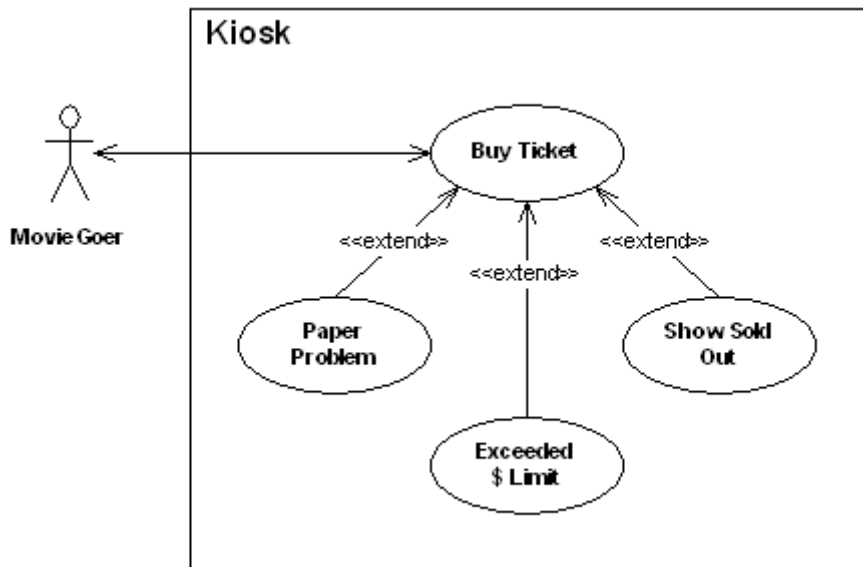 Kiosk
Buy Ticket
Movie Goer
<<extend>>
<<extend>>
<<extend>>
Paper
Problem
Show Sold
Out
Exceeded
$ Limit